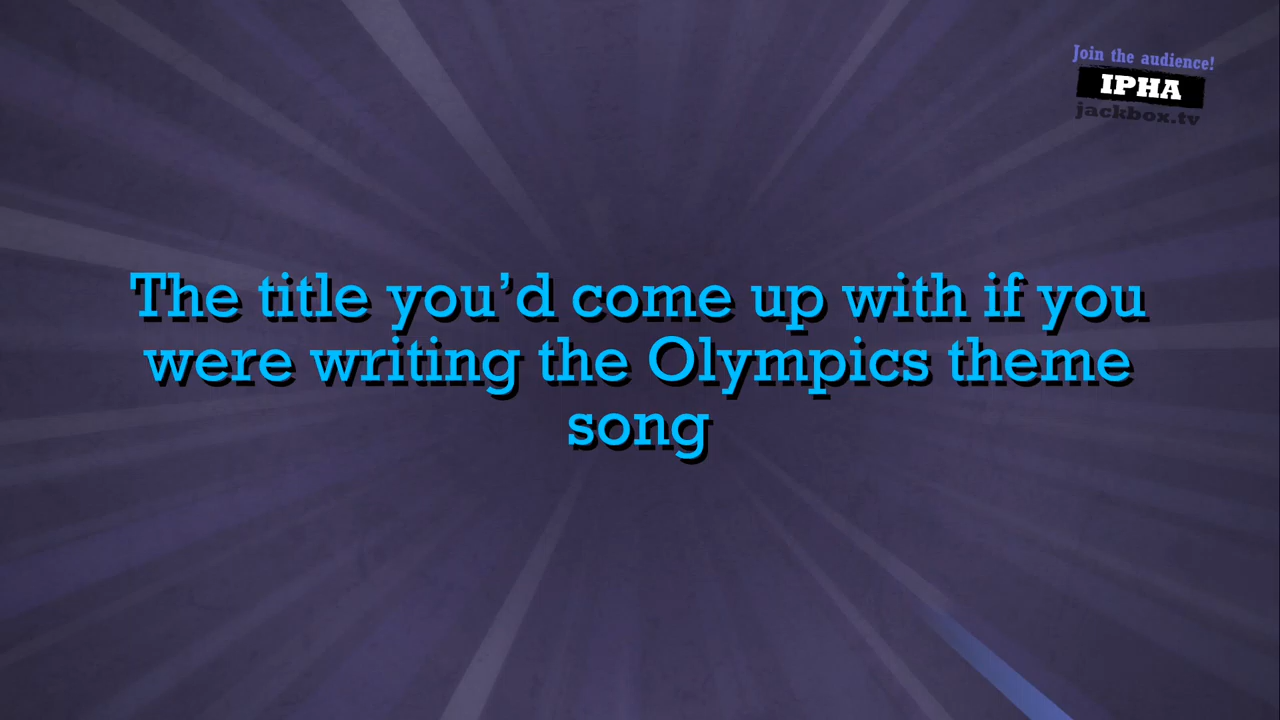 Join the audience!
IPHA
jackbox.tv
The title you’d come up with if you
were writing the Olympics theme
song